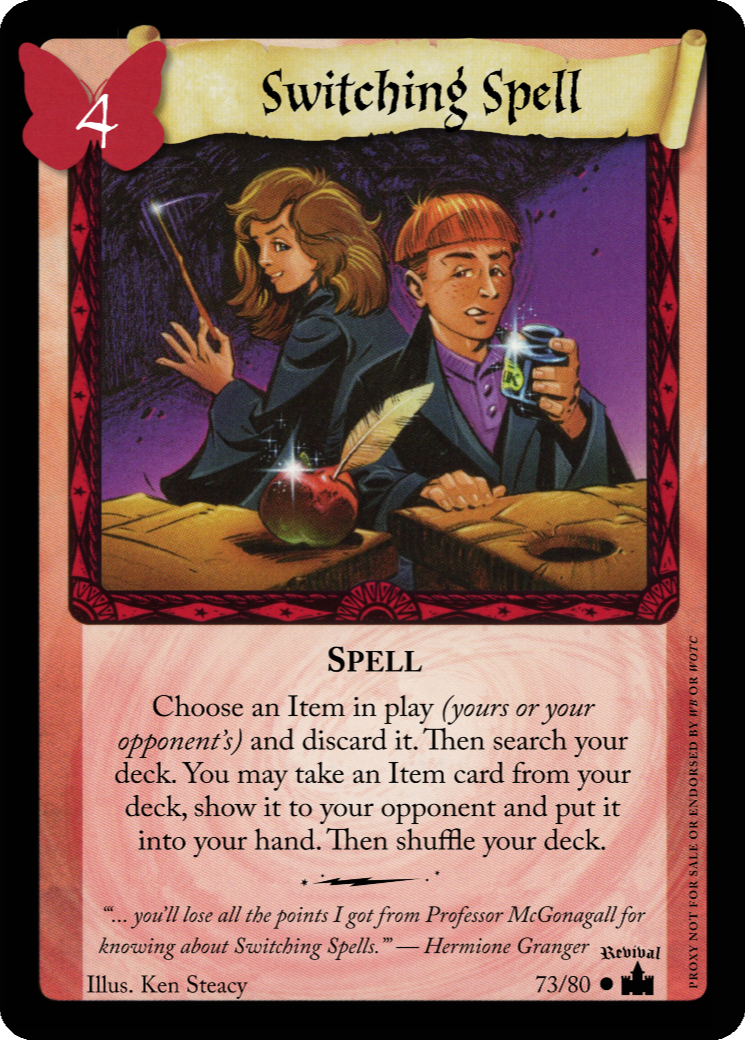 4
Switching Spell
K
SPELL
Choose an Item in play (yours or your
opponent's) and discard it. Then search your
deck. You may take an Item card from your
deck, show it to your opponent and put it
into your hand. Then shuffle your deck.
“‘... you'll lose all the points I got from Professor McGonagall for
knowing about Switching Spells.’” — Hermione Granger
Revival
Illus. Ken Steacy
73/80
PROXY NOT FOR SALE OR ENDORSED BY WB OR WOTC